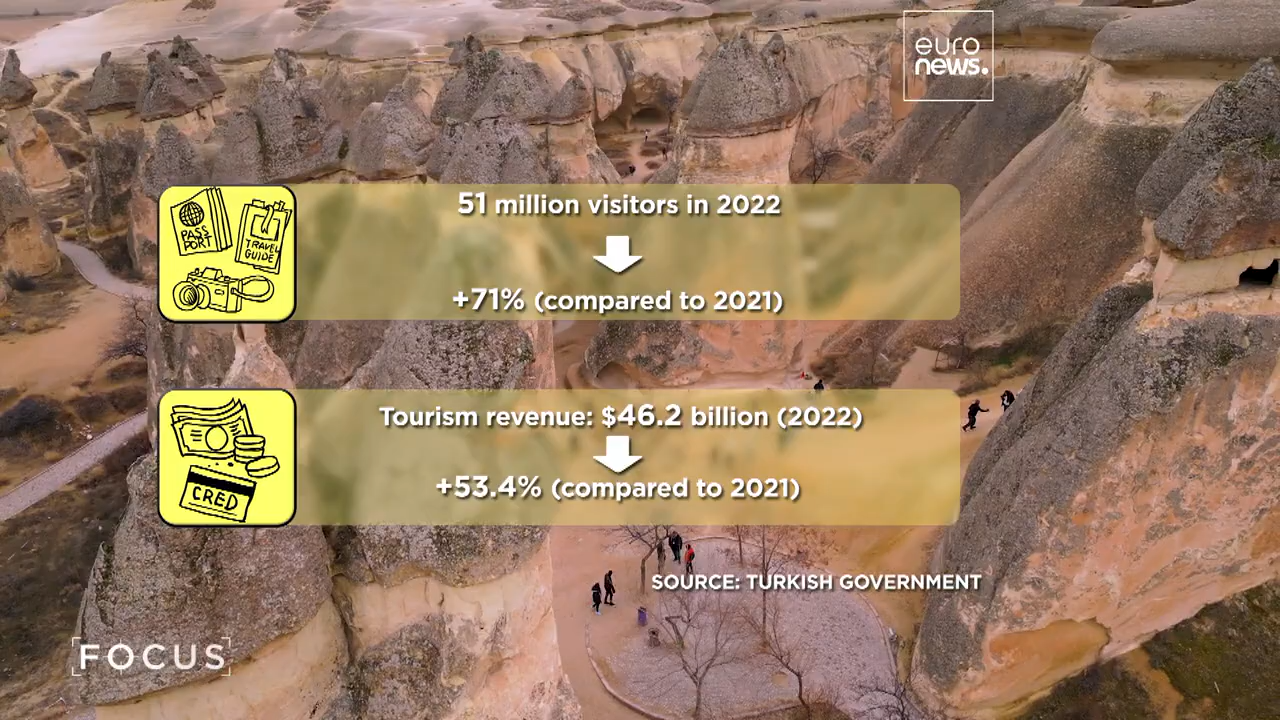 euro
news.
51 million visitors in 2022
+71% (compared to 2021)
PASS
PORT
TRAVEL
GUIDE
Tourism revenue: $46.2 billion (2022)
+53.4% (compared to 2021)
CRED
SOURCE: TURKISH GOVERNMENT
FOCUS